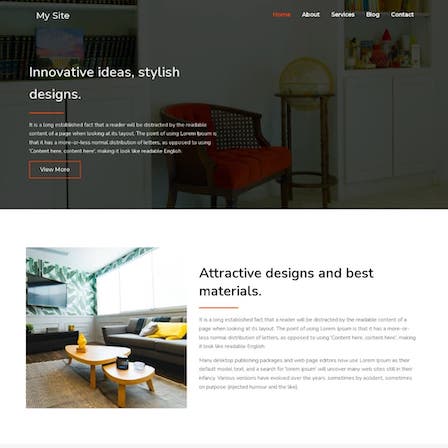 My Site
Home About Services Blog Contact
Innovative ideas, stylish
designs.
It is a long established fact that a reader will be distracted by the readable
content of a page when looking at its layout. The point of using Lorem Ipsum is
that it has a more-or-less normal distribution of letters, as opposed to using
'Content here, content here', making it look like readable English.
View More
Attractive designs and best
materials.
It is a long established fact that a reader will be distracted by the readable
content of a page when looking at its layout. The point of using Lorem Ipsum is that it has a more-or-
less normal distribution of letters, as opposed to using 'Content here, content here', making
it look like readable English.
Many desktop publishing packages and web page editors now use Lorem Ipsum as their
default model text, and a search for 'lorem ipsum' will uncover many web sites still in their
infancy. Various versions have evolved over the years, sometimes by accident, sometimes
on purpose (injected humour and the like).